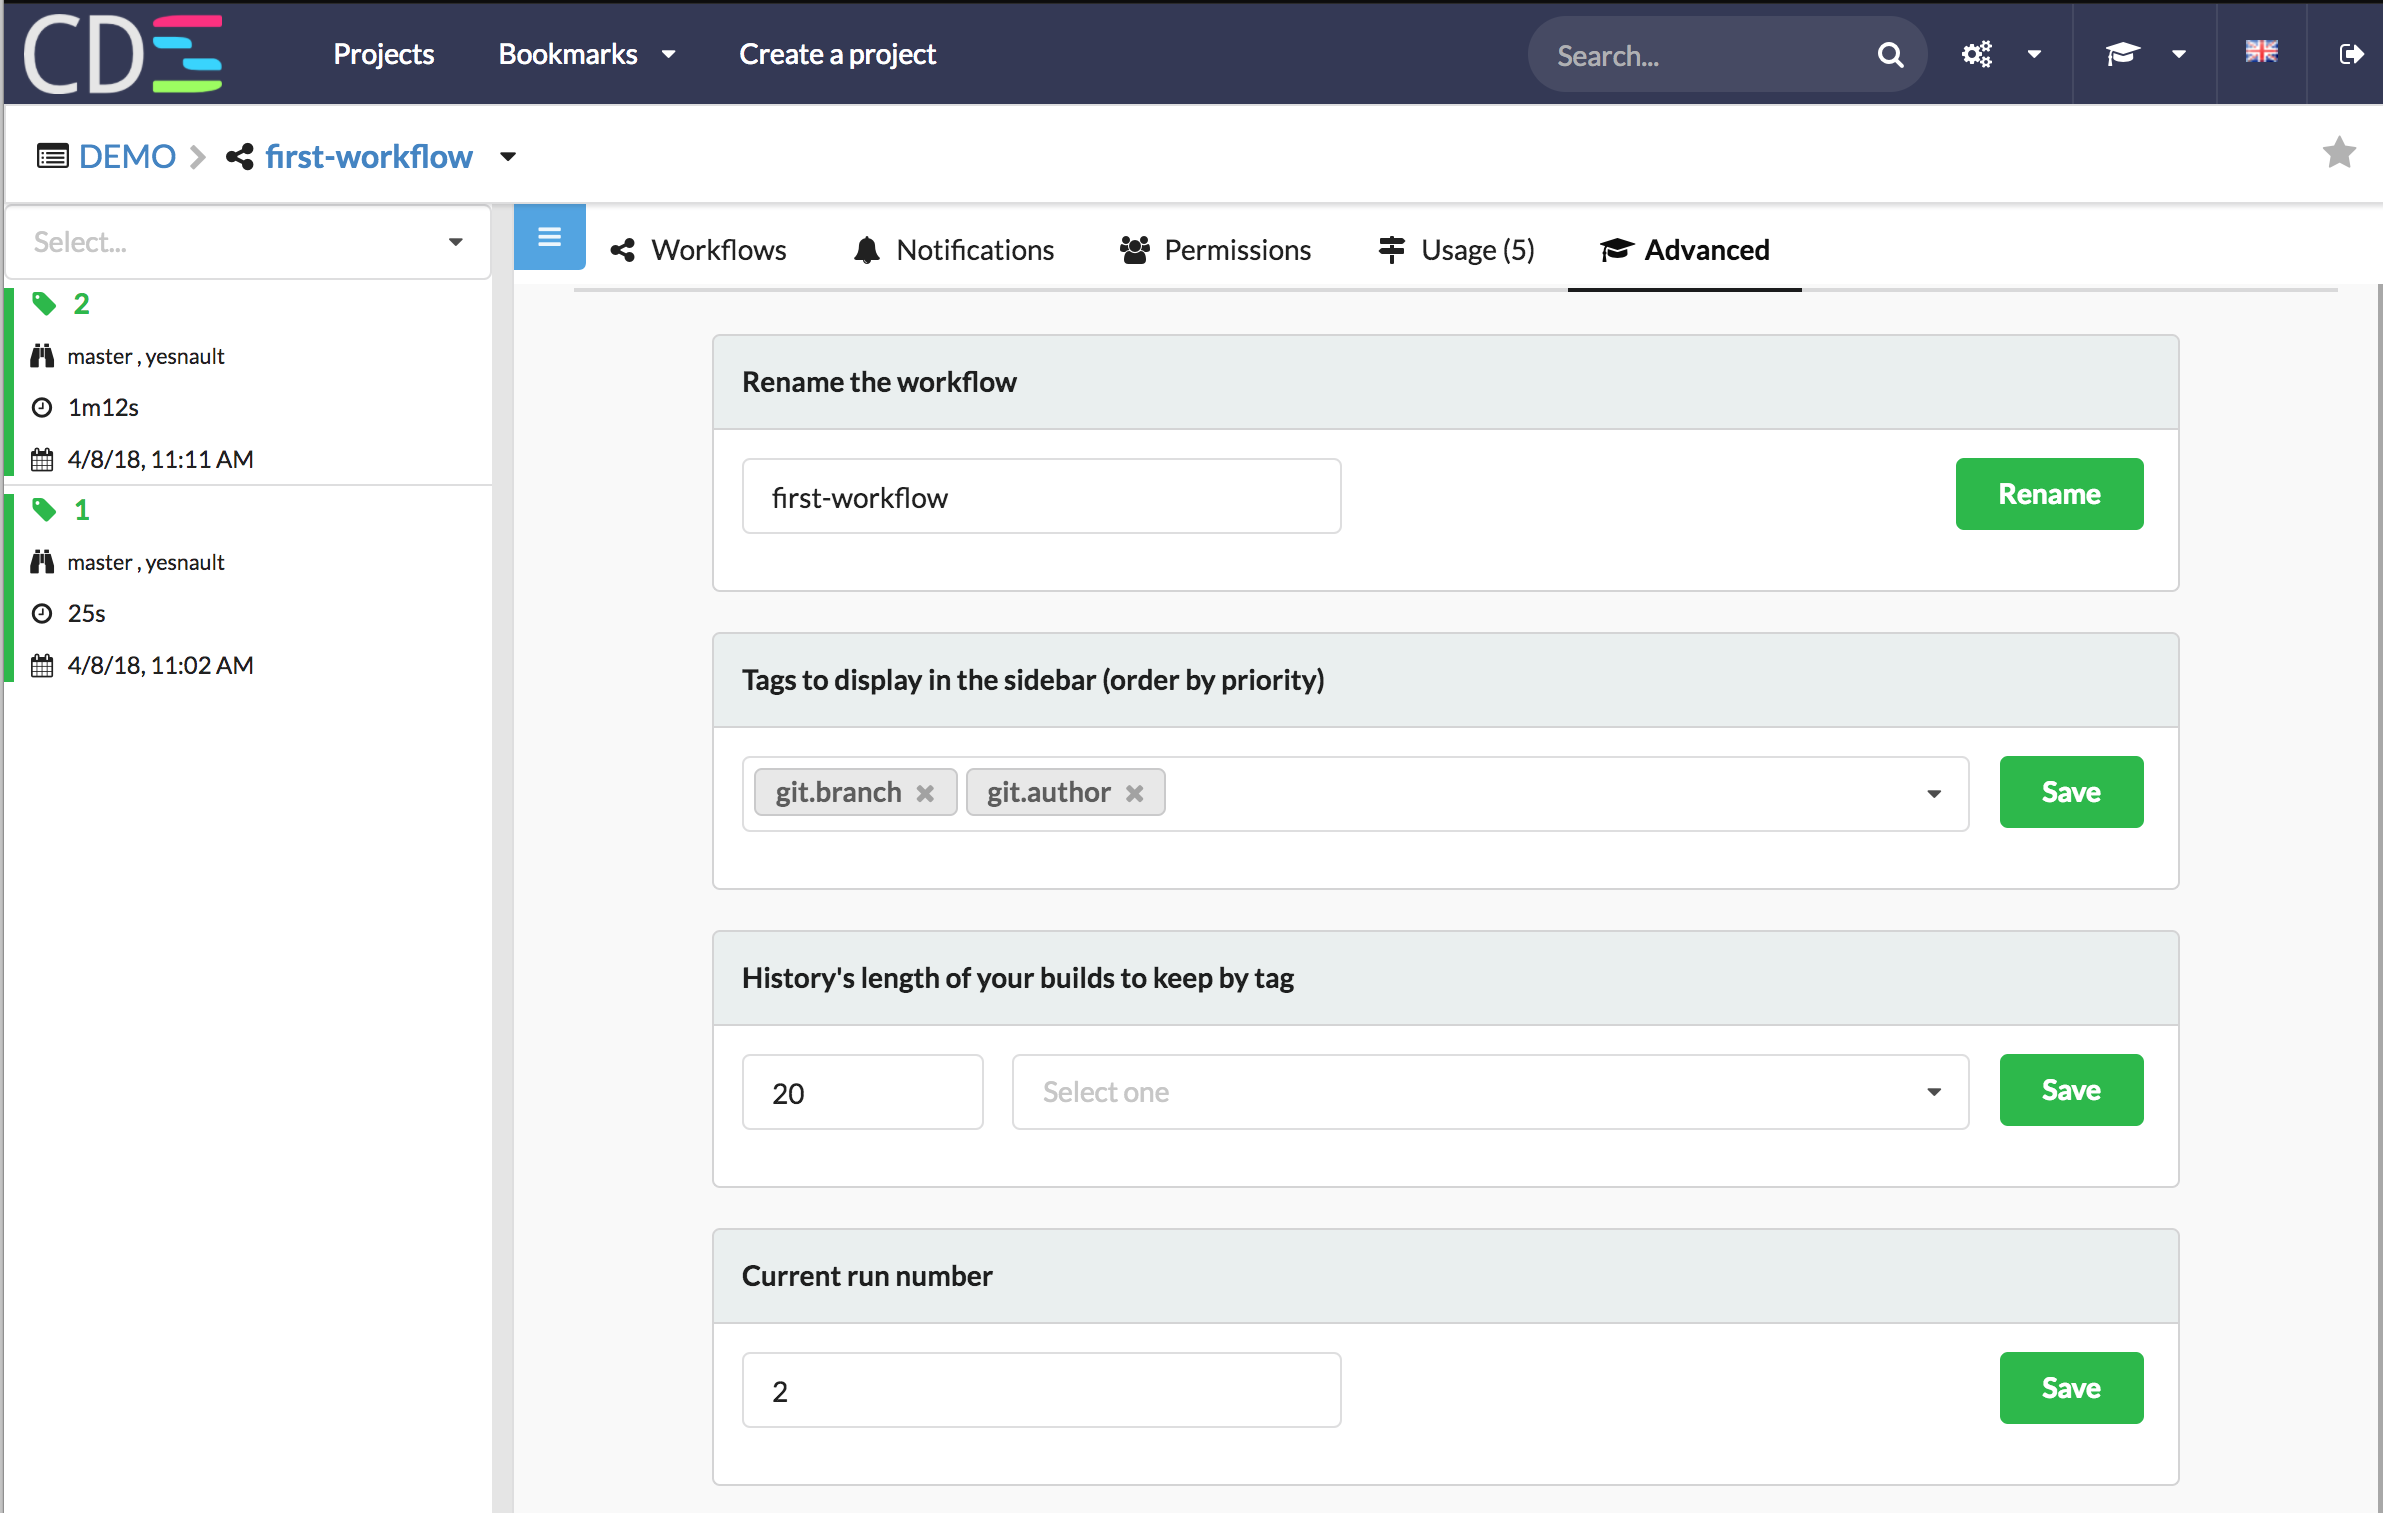 CDE
Projects
Bookmarks
Create a project
Search...
DEMO
first-workflow
Select...
2
master , yesnault
1m12s
4/8/18, 11:11 AM
1
master , yesnault
25s
4/8/18, 11:02 AM
Workflows
Notifications
Permissions
Usage (5)
Advanced
Rename the workflow
first-workflow
Rename
Tags to display in the sidebar (order by priority)
git.branch
git.author
Save
History's length of your builds to keep by tag
20
Select one
Save
Current run number
2
Save